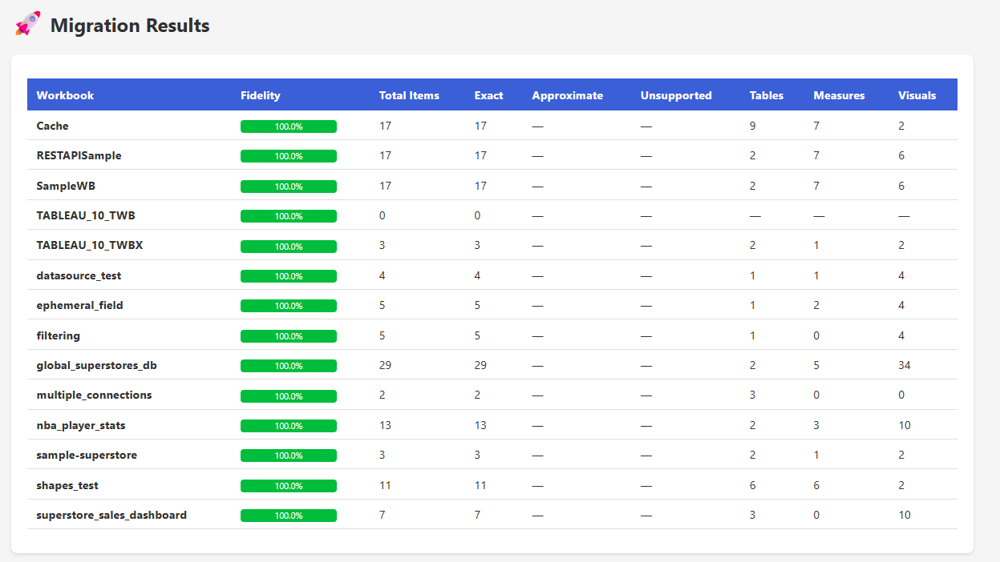 Migration Results
Workbook Fidelity Total Items Exact Approximate Unsupported Tables Measures Visuals
Cache 100.0% 17 17 — — 9 7 2
RESTAPISample 100.0% 17 17 — — 2 7 6
SampleWB 100.0% 17 17 — — 2 7 6
TABLEAU_10_TWB 100.0% 0 0 — — — — —
TABLEAU_10_TWBX 100.0% 3 3 — — 2 1 2
datasource_test 100.0% 4 4 — — 1 1 4
ephemeral_field 100.0% 5 5 — — 1 2 4
filtering 100.0% 5 5 — — 1 0 4
global_superstores_db 100.0% 29 29 — — 2 5 34
multiple_connections 100.0% 2 2 — — 3 0 0
nba_player_stats 100.0% 13 13 — — 2 3 10
sample-superstore 100.0% 3 3 — — 2 1 2
shapes_test 100.0% 11 11 — — 6 6 2
superstore_sales_dashboard 100.0% 7 7 — — 3 0 10